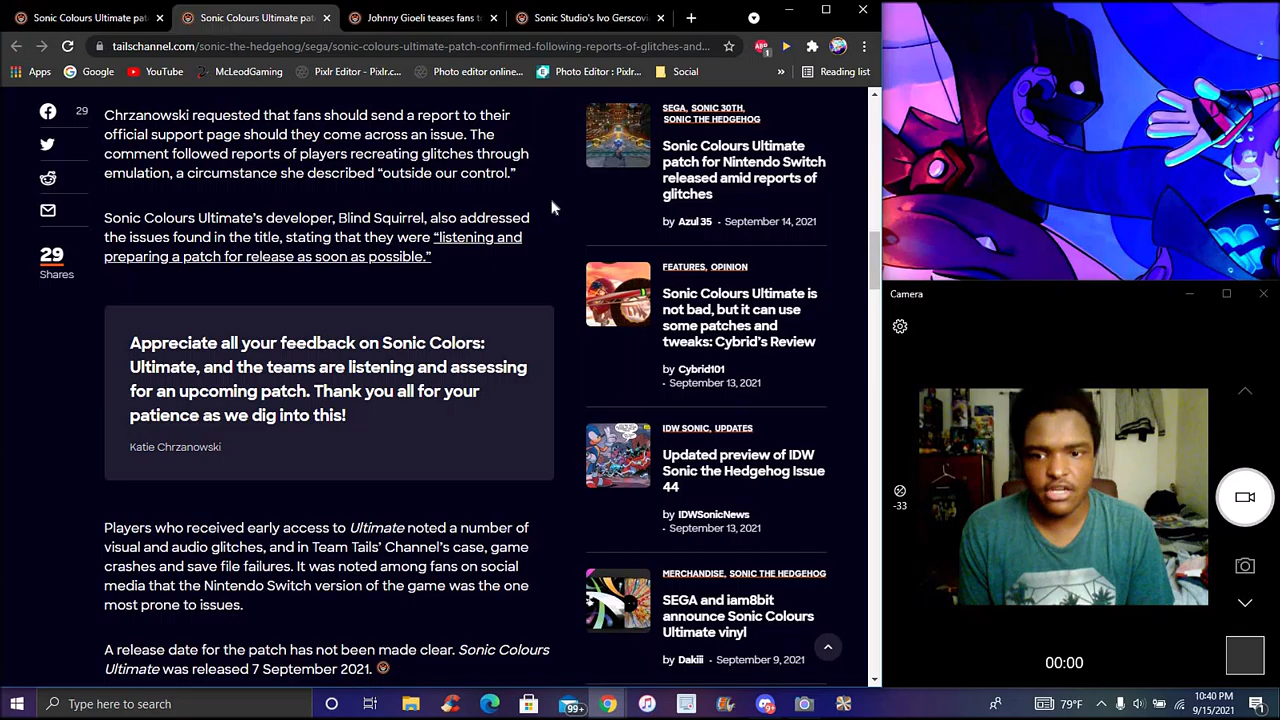 Sonic Colours Ultimate pat
Sonic Colours Ultimate pat
Johnny Gioeli teases fans t
Sonic Studio's Ivo Gerscovi
tailschannel.com/sonic-the-hedgehog/sega/sonic-colours-ultimate-patch-confirmed-following-reports-of-glitches-and...
ABP
1
Apps
Google
YouTube
McLeodGaming
Pixlr Editor - Pixlr.c...
Photo editor online...
Photo Editor : Pixlr...
Social
»
Reading list
29
29
Shares
Chrzanowski requested that fans should send a report to their
official support page should they come across an issue. The
comment followed reports of players recreating glitches through
emulation, a circumstance she described “outside our control.”
Sonic Colours Ultimate’s developer, Blind Squirrel, also addressed
the issues found in the title, stating that they were “listening and
preparing a patch for release as soon as possible.”
Appreciate all your feedback on Sonic Colors:
Ultimate, and the teams are listening and assessing
for an upcoming patch. Thank you all for your
patience as we dig into this!
Katie Chrzanowski
Players who received early access to Ultimate noted a number of
visual and audio glitches, and in Team Tails’ Channel’s case, game
crashes and save file failures. It was noted among fans on social
media that the Nintendo Switch version of the game was the one
most prone to issues.
A release date for the patch has not been made clear. Sonic Colours
Ultimate was released 7 September 2021.
SEGA, SONIC 30TH,
SONIC THE HEDGEHOG
Sonic Colours Ultimate
patch for Nintendo Switch
released amid reports of
glitches
by Azul 35 - September 14, 2021
FEATURES, OPINION
Sonic Colours Ultimate is
not bad, but it can use
some patches and
tweaks: Cybrid’s Review
by Cybrid101
- September 13, 2021
IDW SONIC, UPDATES
Updated preview of IDW
Sonic the Hedgehog Issue
44
by IDWSonicNews
- September 13, 2021
MERCHANDISE, SONIC THE HEDGEHOG
SEGA and iam8bit
announce Sonic Colours
Ultimate vinyl
by Dakiii - September 9, 2021
Camera
-33
00:00
Type here to search
99+
79°F
10:40 PM
9/15/2021
1